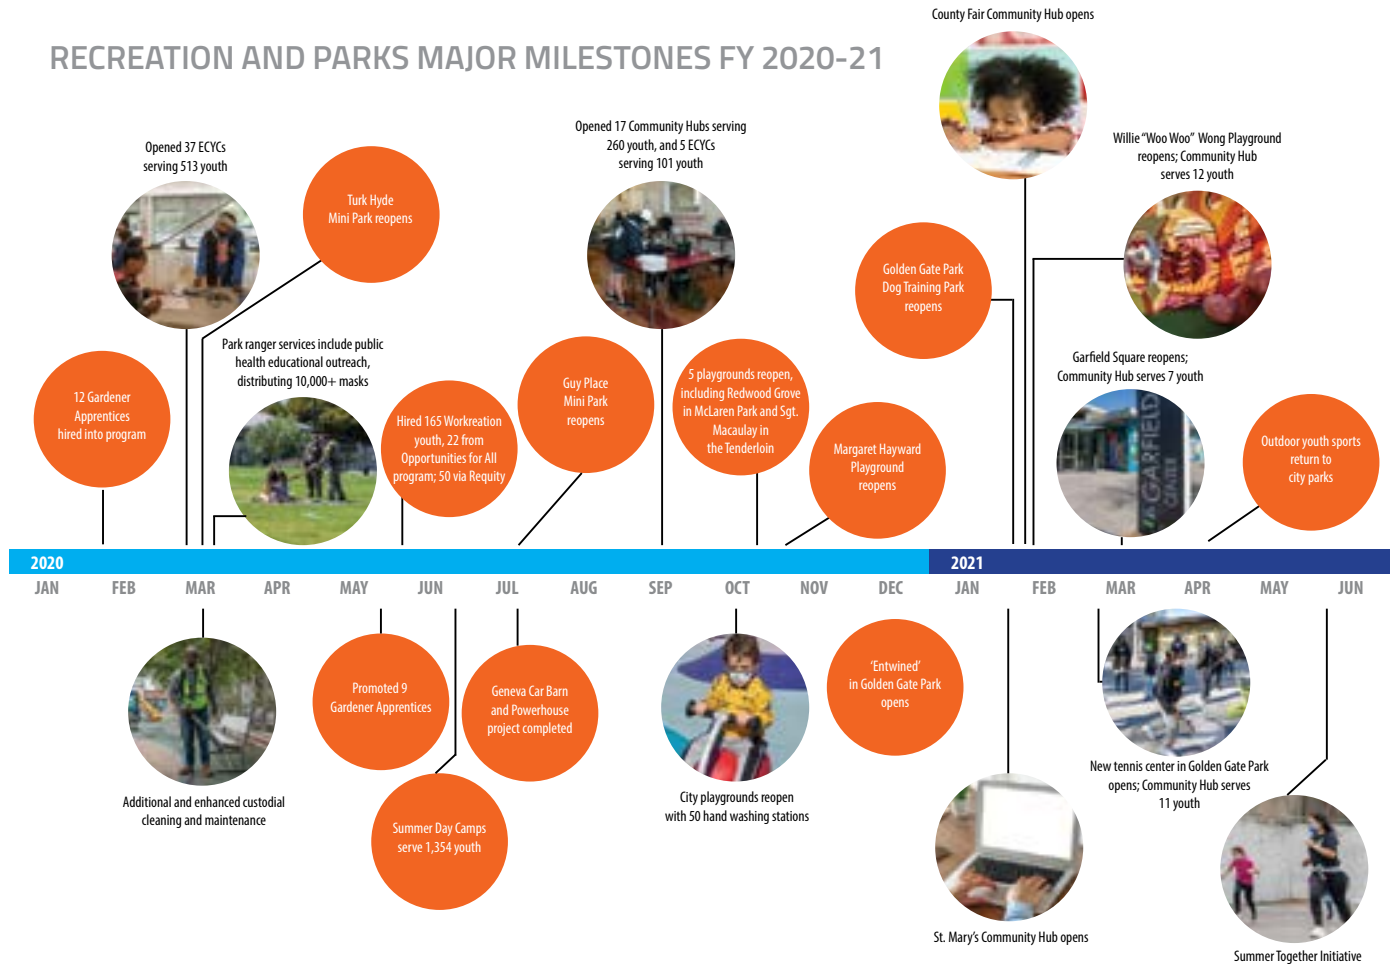 County Fair Community Hub opens
RECREATION AND PARKS MAJOR MILESTONES FY 2020-21
Opened 37 ECYCs
serving 513 youth
Turk Hyde
Mini Park reopens
Opened 17 Community Hubs serving
260 youth, and 5 ECYCs
serving 101 youth
Willie “Woo Woo” Wong Playground
reopens; Community Hub
serves 12 youth
Golden Gate Park
Dog Training Park
reopens
12 Gardener
Apprentices
hired into program
Park ranger services include public
health educational outreach,
distributing 10,000+ masks
Hired 165 Workreation
youth, 22 from
Opportunities for All
program; 50 via Requity
Guy Place
Mini Park
reopens
5 playgrounds reopen,
including Redwood Grove
in McLaren Park and Sgt.
Macaulay in
the Tenderloin
Margaret Hayward
Playground
reopens
Garfield Square reopens;
Community Hub serves 7 youth
GARFIELD
CENTER
Outdoor youth sports
return to
city parks
2020
2021
JAN FEB MAR APR MAY JUN JUL AUG SEP OCT NOV DEC JAN FEB MAR APR MAY JUN
Additional and enhanced custodial
cleaning and maintenance
Promoted 9
Gardener Apprentices
Summer Day Camps
serve 1,354 youth
Geneva Car Barn
and Powerhouse
project completed
City playgrounds reopen
with 50 hand washing stations
‘Entwined’
in Golden Gate Park
opens
St. Mary’s Community Hub opens
New tennis center in Golden Gate Park
opens; Community Hub serves
11 youth
Summer Together Initiative